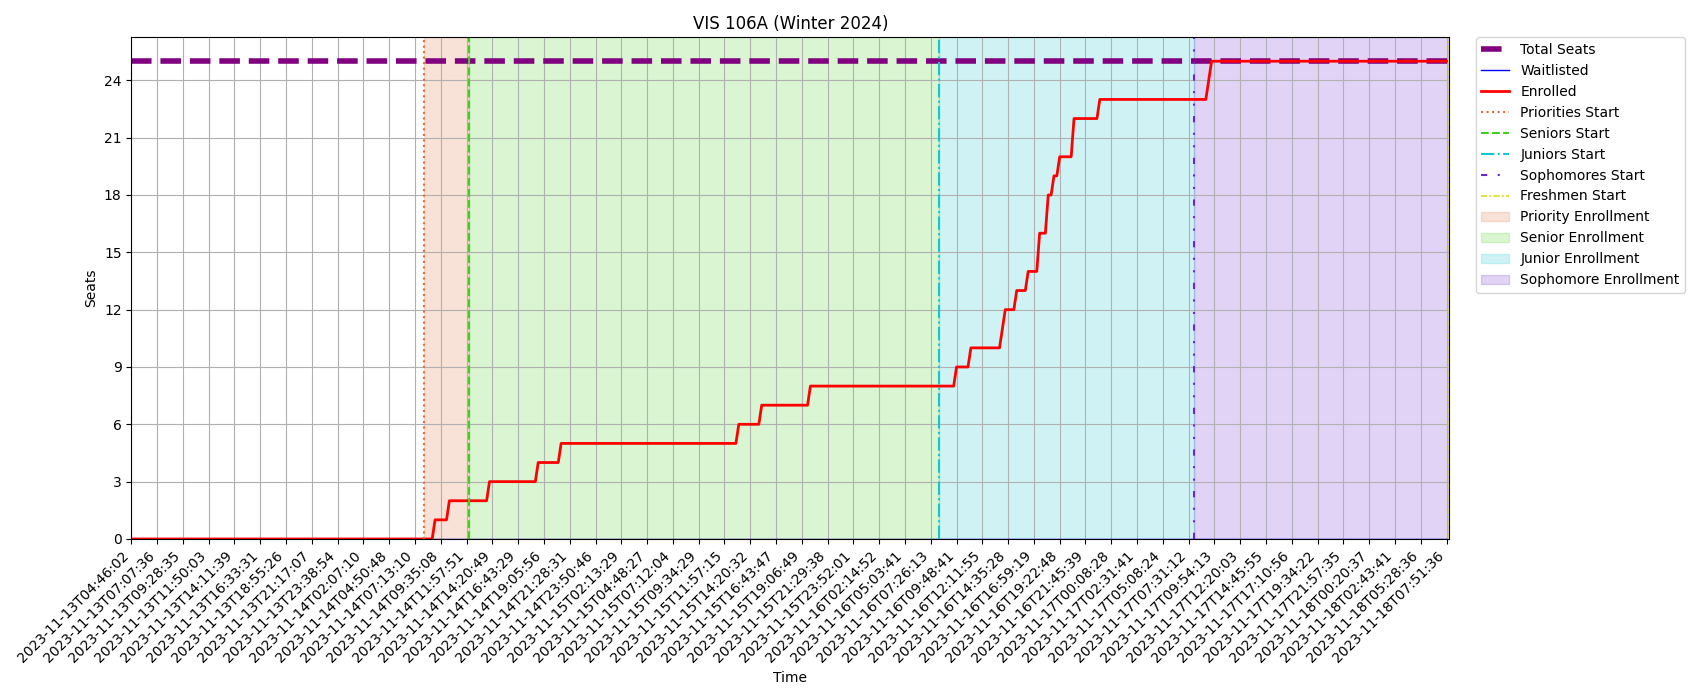 VIS 106A (Winter 2024)
Total Seats
Waitlisted
Enrolled
Priorities Start
Seniors Start
Juniors Start
Sophomores Start
Freshmen Start
Priority Enrollment
Senior Enrollment
Junior Enrollment
Sophomore Enrollment
Seats
24
21
18
15
12
9
6
3
0
2023-11-13T04:46:02
2023-11-13T07:07:36
2023-11-13T09:28:35
2023-11-13T11:50:03
2023-11-13T14:11:39
2023-11-13T16:33:31
2023-11-13T18:55:26
2023-11-13T21:17:07
2023-11-13T23:38:54
2023-11-14T02:07:10
2023-11-14T04:50:48
2023-11-14T07:13:10
2023-11-14T09:35:08
2023-11-14T11:57:51
2023-11-14T14:20:49
2023-11-14T16:43:29
2023-11-14T19:05:56
2023-11-14T21:28:31
2023-11-14T23:50:46
2023-11-15T02:13:29
2023-11-15T04:48:27
2023-11-15T07:12:04
2023-11-15T09:34:29
2023-11-15T11:57:15
2023-11-15T14:20:32
2023-11-15T16:43:47
2023-11-15T19:06:49
2023-11-15T21:29:38
2023-11-15T23:52:01
2023-11-16T02:14:52
2023-11-16T05:03:41
2023-11-16T07:26:13
2023-11-16T09:48:41
2023-11-16T12:11:55
2023-11-16T14:35:28
2023-11-16T16:59:19
2023-11-16T19:22:48
2023-11-16T21:45:39
2023-11-17T00:08:28
2023-11-17T02:31:41
2023-11-17T05:08:24
2023-11-17T07:31:12
2023-11-17T09:54:13
2023-11-17T12:20:03
2023-11-17T14:45:55
2023-11-17T17:10:56
2023-11-17T19:34:22
2023-11-17T21:57:35
2023-11-18T00:20:37
2023-11-18T02:43:41
2023-11-18T05:28:36
2023-11-18T07:51:36
Time